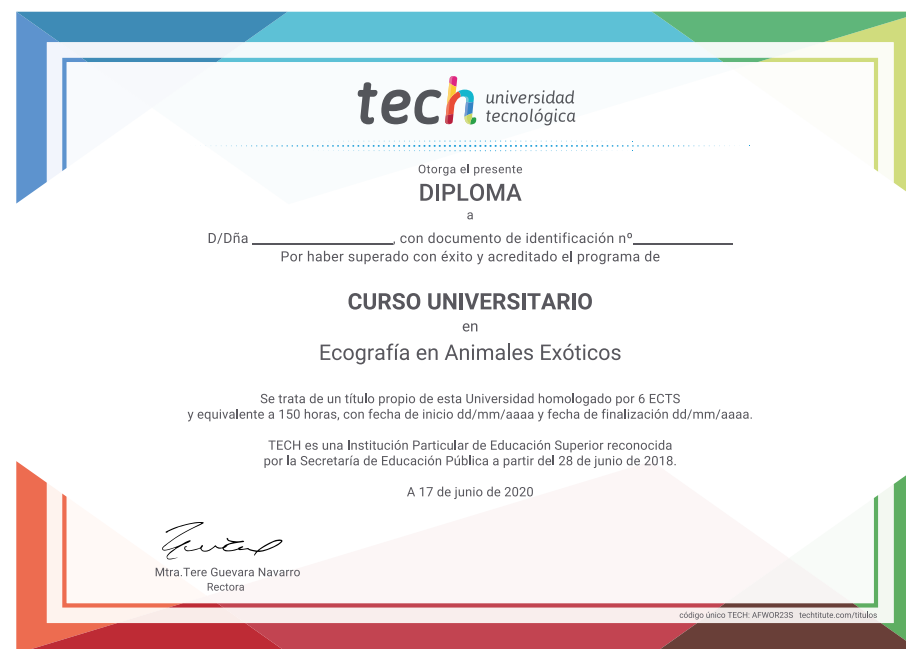 tech universidad
tecnológica
Otorga el presente
DIPLOMA
a
D/Dña ________________, con documento de identificación nº____________
Por haber superado con éxito y acreditado el programa de
CURSO UNIVERSITARIO
en
Ecografía en Animales Exóticos
Se trata de un título propio de esta Universidad homologado por 6 ECTS
y equivalente a 150 horas, con fecha de inicio dd/mm/aaaa y fecha de finalización dd/mm/aaaa.
TECH es una Institución Particular de Educación Superior reconocida
por la Secretaría de Educación Pública a partir del 28 de junio de 2018.
A 17 de junio de 2020
Mtra.Tere Guevara Navarro
Rectora
código único TECH: AFWOR23S techtitute.com/titulos